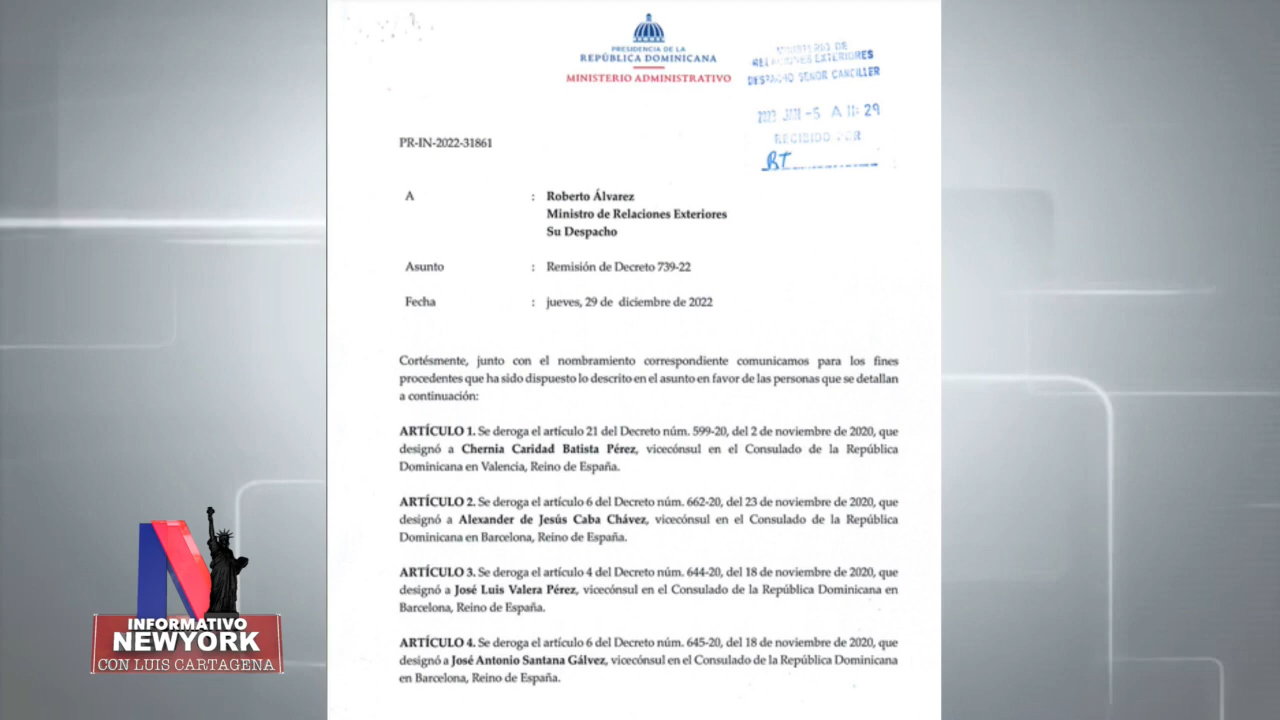 PRESIDENCIA DE LA
REPÚBLICA DOMINICANA
MINISTERIO ADMINISTRATIVO
MINISTERIO DE
RELACIONES EXTERIORES
DESPACHO SEÑOR CANCILLER
-5 A 11: 29
RECIBIDO POR
BT
PR-IN-2022-31861
A : Roberto Álvarez
Ministro de Relaciones Exteriores
Su Despacho
Asunto : Remisión de Decreto 739-22
Fecha : jueves, 29 de diciembre de 2022
Cortésmente, junto con el nombramiento correspondiente comunicamos para los fines
procedentes que ha sido dispuesto lo descrito en el asunto en favor de las personas que se detallan
a continuación:
ARTÍCULO 1. Se deroga el artículo 21 del Decreto núm. 599-20, del 2 de noviembre de 2020, que
designó a Chernia Caridad Batista Pérez, vicecónsul en el Consulado de la República
Dominicana en Valencia, Reino de España.
ARTÍCULO 2. Se deroga el artículo 6 del Decreto núm. 662-20, del 23 de noviembre de 2020, que
designó a Alexander de Jesús Caba Chávez, vicecónsul en el Consulado de la República
Dominicana en Barcelona, Reino de España.
ARTÍCULO 3. Se deroga el artículo 4 del Decreto núm. 644-20, del 18 de noviembre de 2020, que
designó a José Luis Valera Pérez, vicecónsul en el Consulado de la República Dominicana en
Barcelona, Reino de España.
ARTÍCULO 4. Se deroga el artículo 6 del Decreto núm. 645-20, del 18 de noviembre de 2020, que
designó a José Antonio Santana Gálvez, vicecónsul en el Consulado de la República Dominicana
en Barcelona, Reino de España.
N
INFORMATIVO
NEWYORK
CON LUIS CARTAGENA